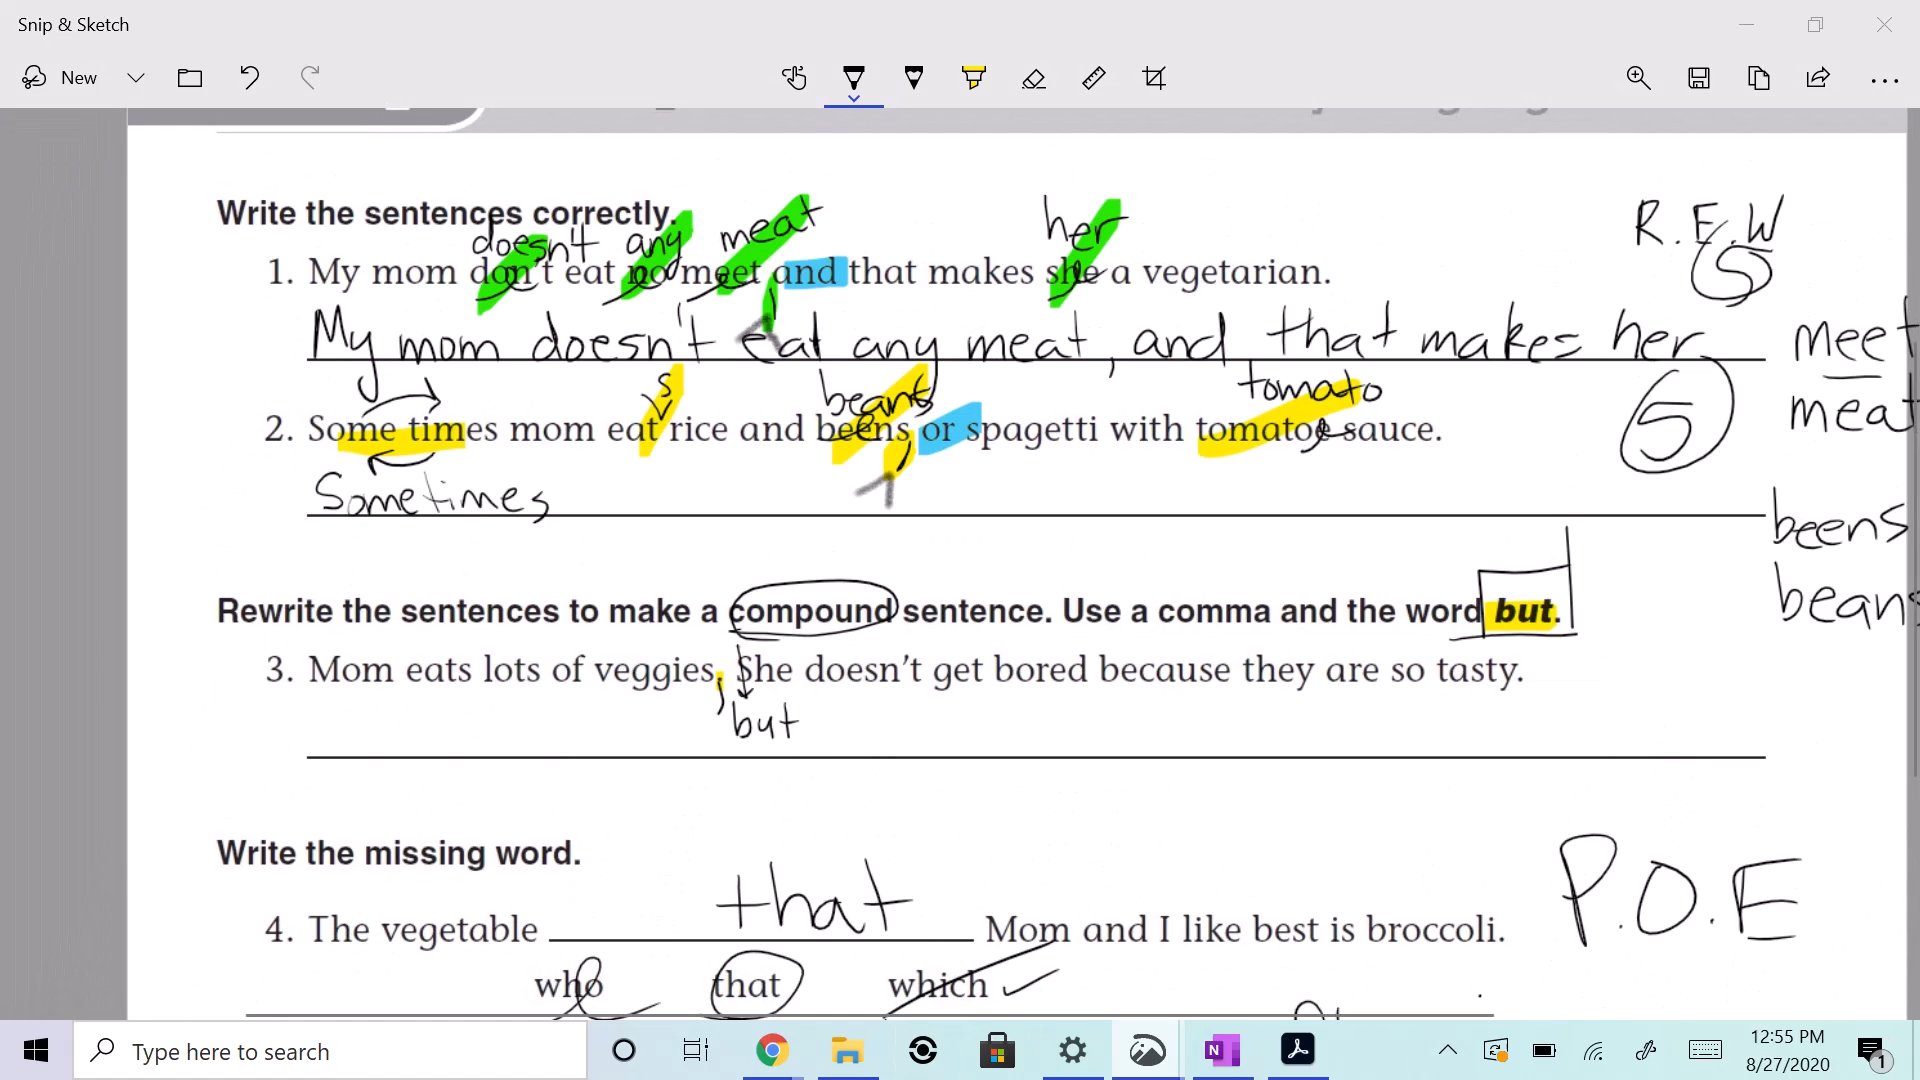 Snip & Sketch
New
Write the sentences correctly.
R.E.W
5
doesn't any meat her
1. My mom don't eat no meet and that makes she a vegetarian.
,
My mom doesn't eat any meat, and that makes her
meet
meat
s beans tomato
5
2. Some times mom eat rice and beens or spagetti with tomatoe sauce.
,
Sometimes
beens
beans
Rewrite the sentences to make a compound sentence. Use a comma and the word but.
3. Mom eats lots of veggies, She doesn't get bored because they are so tasty.
but
Write the missing word.
P.O.E
that
4. The vegetable Mom and I like best is broccoli.
who that which
Type here to search
N
12:55 PM
8/27/2020
1